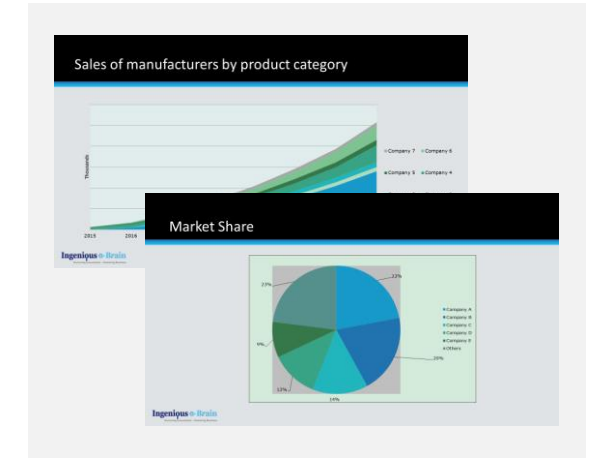 Sales of manufacturers by product category
Thousands
Company 7 Company 6
Company 5 Company 4
2015 2016
Ingenious e-Brain
Market Share
23%
22%
Company A
Company B
Company C
Company D
Company E
Others
9%
20%
12%
14%
Ingenious e-Brain